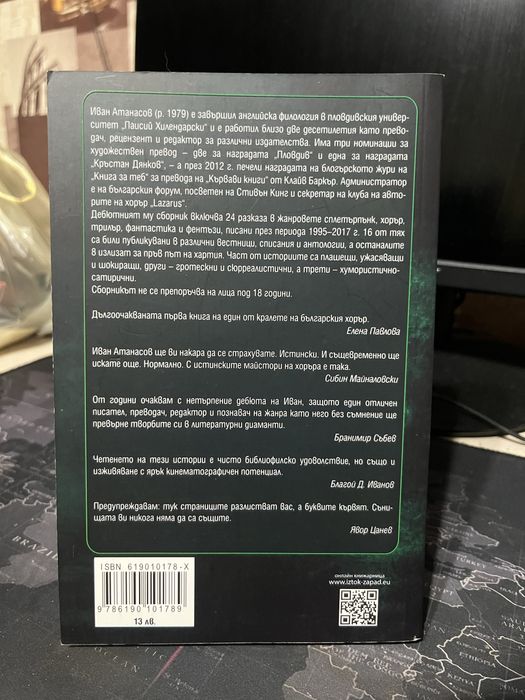 Иван Атанасов (р. 1979) е завършил английска филология в пловдивския универ-
ситет „Паисий Хилендарски“ и е работил близо две десетилетия като прево-
дач, рецензент и редактор за различни издателства. Има три номинации за
художествен превод – две за наградата „Пловдив“ и една за наградата
„Кръстан Дянков“, – а през 2012 г. печели наградата на блогърското жури на
„Книга за теб“ за превода на „Кървави книги“ от Клайв Баркър. Администратор
е на българския форум, посветен на Стивън Кинг и секретар на клуба на авто-
рите на хорър „Lazarus“.
Дебютният му сборник включва 24 разказа в жанровете сплетърпънк, хорър,
трилър, фантастика и фентъзи, писани през периода 1995–2017 г. 16 от тях
са били публикувани в различни вестници, списания и антологии, а останалите
8 излизат за пръв път на хартия. Част от историите са плашещи, ужасяващи
и шокиращи, други – гротескни и сюрреалистични, а трети – хумористично-
сатирични.
Сборникът не се препоръчва на лица под 18 години.
Дългоочакваната първа книга на един от кралете на българския хорър.
Елена Павлова
Иван Атанасов ще ви накара да се страхувате. Истински. И същевременно ще
искате още. Нормално. С истинските майстори на хоръра е така.
Сибин Майналовски
От години очаквам с нетърпение дебюта на Иван, защото един отличен
писател, преводач, редактор и познавач на жанра като него без съмнение ще
превърне творбите си в литературни диаманти.
Бранимир Събев
Четенето на тези истории е чисто библиофилско удоволствие, но също и
изживяване с ярък кинематографичен потенциал.
Благой Д. Иванов
Предупреждавам: тук страниците разлистват вас, а буквите кървят. Съни-
щата ви никога няма да са същите.
Явор Цанев
ISBN 619010178-X
9 786190 101789
13 лв.
онлайн книжарница
www.iztok-zapad.eu
BRAZIL
TURKEY
ETHIOPIA